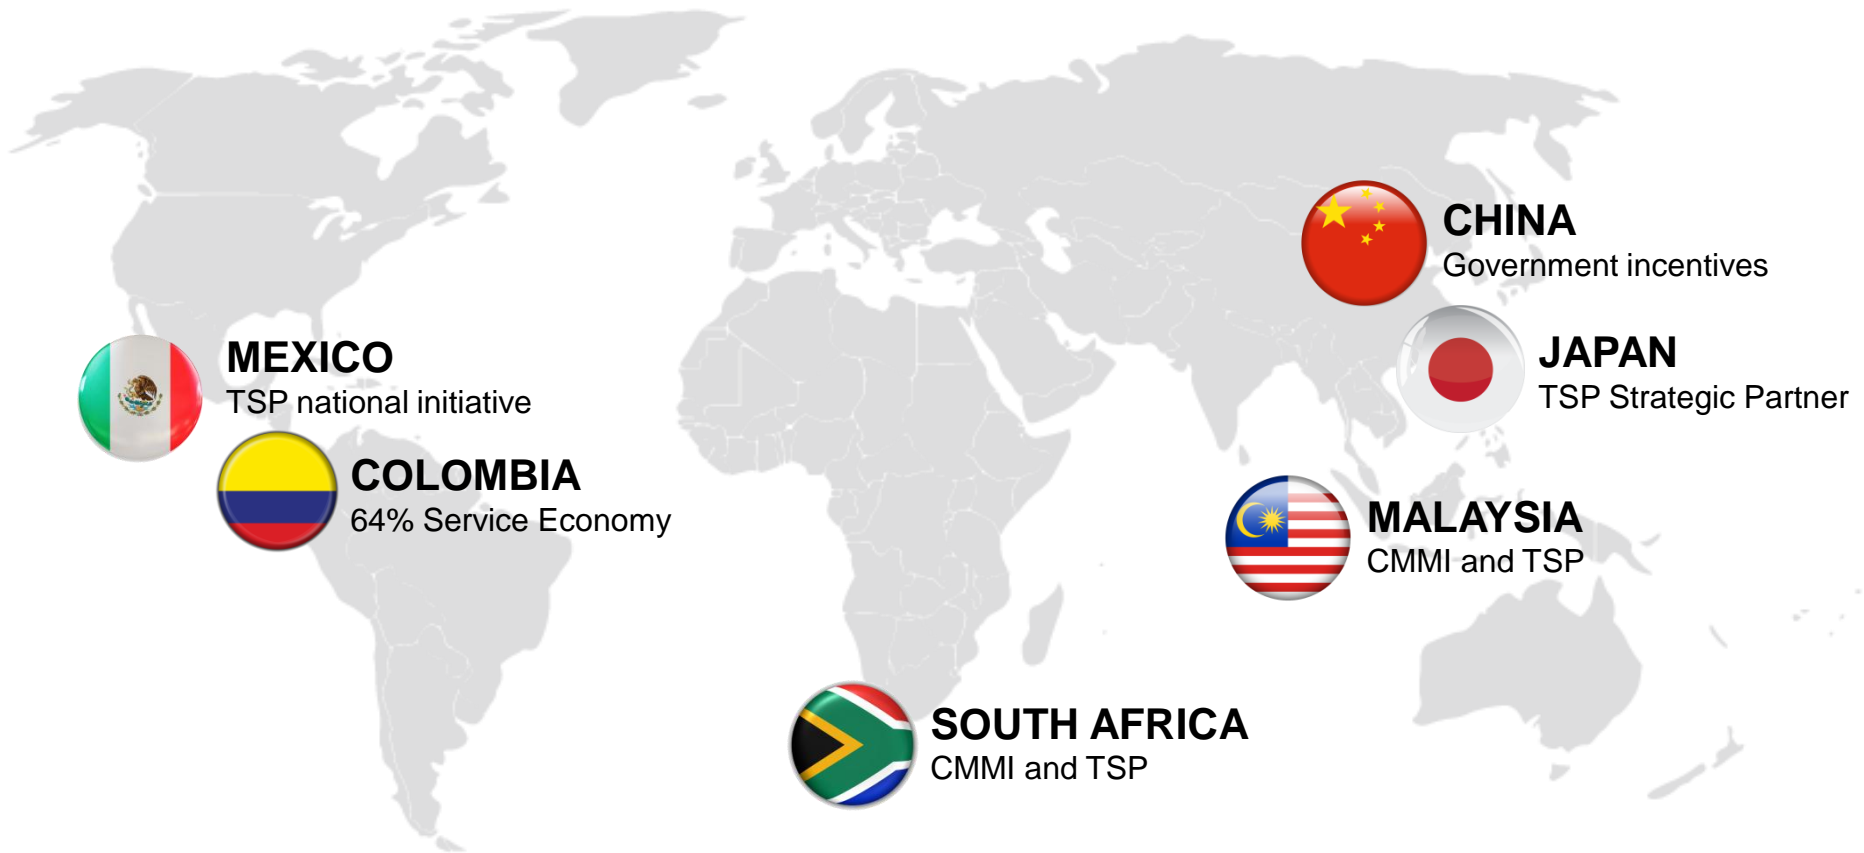 CHINA
Government incentives
MEXICO
TSP national initiative
JAPAN
TSP Strategic Partner
COLOMBIA
64% Service Economy
MALAYSIA
CMMI and TSP
SOUTH AFRICA
CMMI and TSP